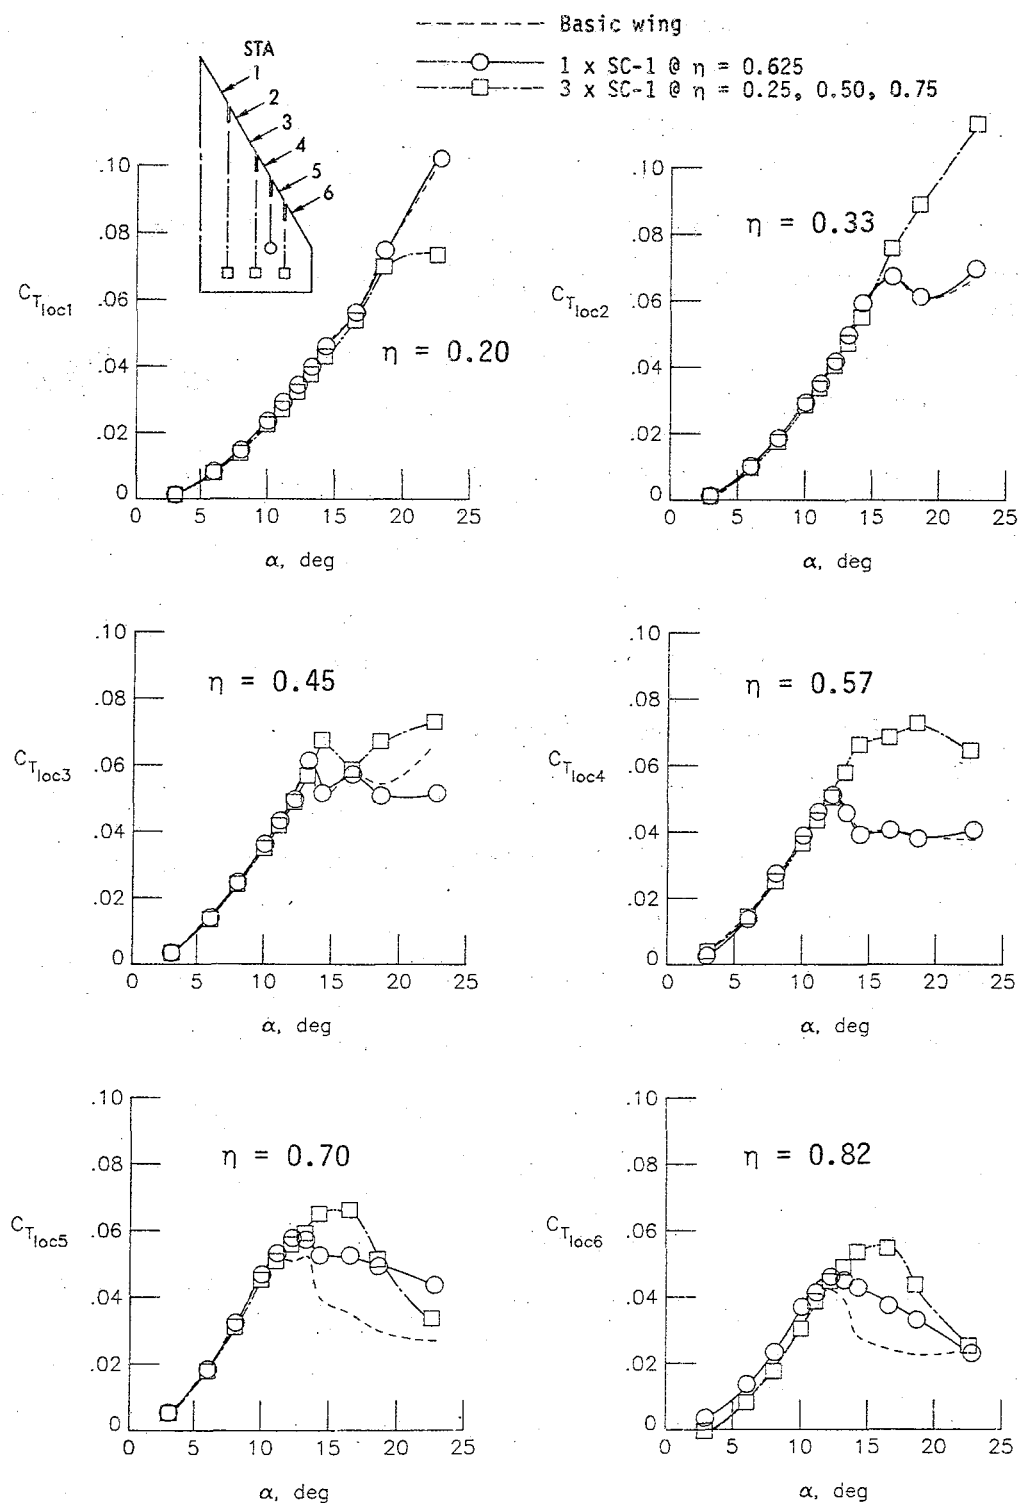 Basic wing
1 x SC-1 @ η = 0.625
3 x SC-1 @ η = 0.25, 0.50, 0.75
STA
1
2
3
4
5
6
.10
.08
.06
.04
.02
0
C_T_loc1
η = 0.20
0 5 10 15 20 25
α, deg
.10
.08
.06
.04
.02
0
C_T_loc2
η = 0.33
0 5 10 15 20 25
α, deg
.10
.08
.06
.04
.02
0
C_T_loc3
η = 0.45
0 5 10 15 20 25
α, deg
.10
.08
.06
.04
.02
0
C_T_loc4
η = 0.57
0 5 10 15 20 25
α, deg
.10
.08
.06
.04
.02
0
C_T_loc5
η = 0.70
0 5 10 15 20 25
α, deg
.10
.08
.06
.04
.02
0
C_T_loc6
η = 0.82
0 5 10 15 20 25
α, deg